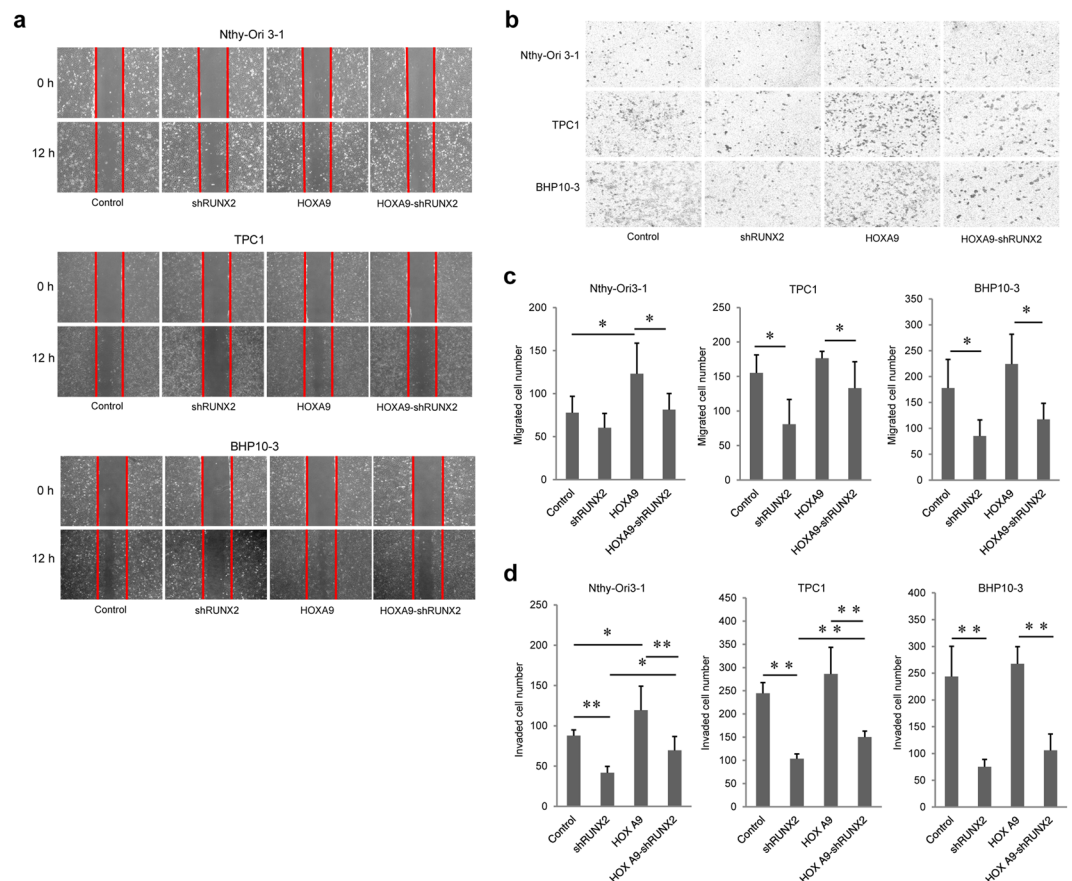 a
Nthy-Ori 3-1
0 h
12 h
Control shRUNX2 HOXA9 HOXA9-shRUNX2
TPC1
0 h
12 h
Control shRUNX2 HOXA9 HOXA9-shRUNX2
BHP10-3
0 h
12 h
Control shRUNX2 HOXA9 HOXA9-shRUNX2
b
Nthy-Ori 3-1
TPC1
BHP10-3
Control shRUNX2 HOXA9 HOXA9-shRUNX2
c
Nthy-Ori3-1
Migrated cell number
200
150
100
50
0
* *
Control shRUNX2 HOXA9 HOXA9-shRUNX2
TPC1
Migrated cell number
250
200
150
100
50
0
* *
Control shRUNX2 HOXA9 HOXA9-shRUNX2
BHP10-3
Migrated cell number
350
300
250
200
150
100
50
0
* *
Control shRUNX2 HOXA9 HOXA9-shRUNX2
d
Nthy-Ori3-1
Invaded cell number
250
200
150
100
50
0
* ** * **
Control shRUNX2 HOX A9 HOX A9-shRUNX2
TPC1
Invaded cell number
450
400
350
300
250
200
150
100
50
0
** ** **
Control shRUNX2 HOX A9 HOX A9-shRUNX2
BHP10-3
Invaded cell number
400
350
300
250
200
150
100
50
0
** **
Control shRUNX2 HOX A9 HOX A9-shRUNX2